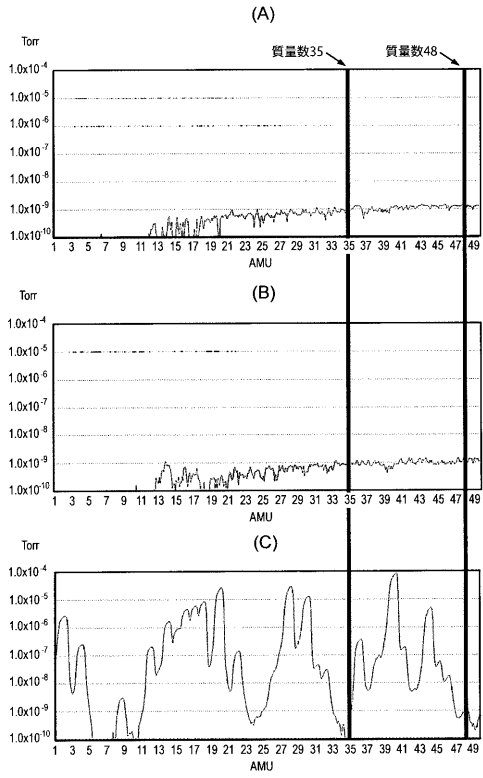 (A)
Torr
質量数35
質量数48
1.0x10-4
1.0x10-5
1.0x10-6
1.0x10-7
1.0x10-8
1.0x10-9
1.0x10-10
1 3 5 7 9 11 13 15 17 19 21 23 25 27 29 31 33 35 37 39 41 43 45 47 49
AMU
(B)
Torr
1.0x10-4
1.0x10-5
1.0x10-6
1.0x10-7
1.0x10-8
1.0x10-9
1.0x10-10
1 3 5 7 9 11 13 15 17 19 21 23 25 27 29 31 33 35 37 39 41 43 45 47 49
AMU
(C)
Torr
1.0x10-4
1.0x10-5
1.0x10-6
1.0x10-7
1.0x10-8
1.0x10-9
1.0x10-10
1 3 5 7 9 11 13 15 17 19 21 23 25 27 29 31 33 35 37 39 41 43 45 47 49
AMU